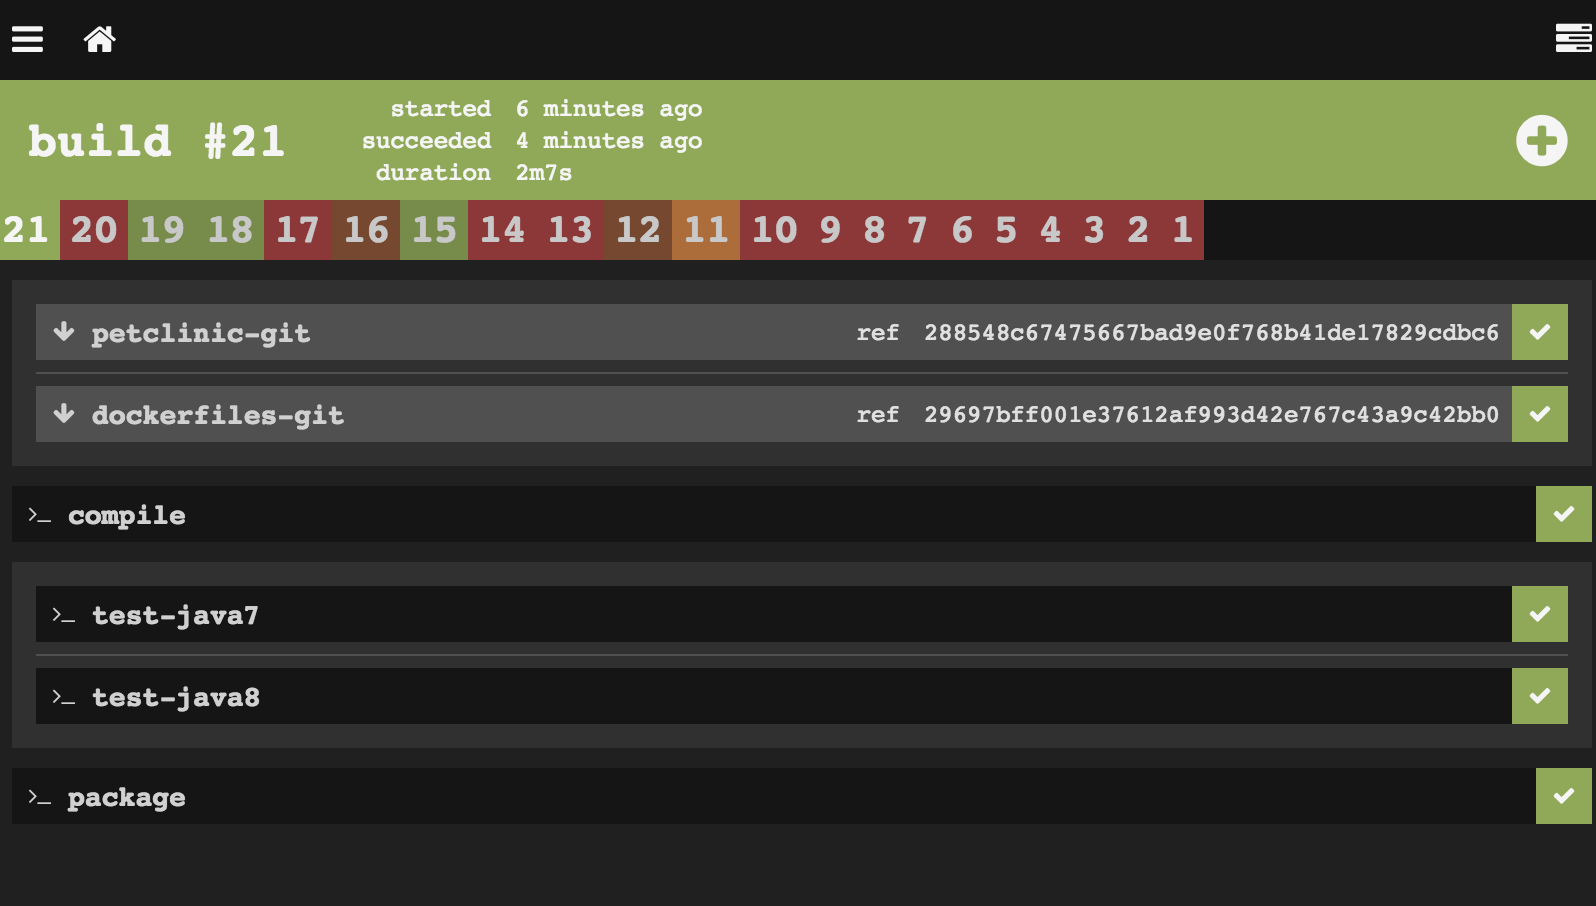 build #21
started 6 minutes ago
succeeded 4 minutes ago
duration 2m7s
21 20 19 18 17 16 15 14 13 12 11 10 9 8 7 6 5 4 3 2 1
petclinic-git ref 288548c67475667bad9e0f768b41de17829cdbc6
dockerfiles-git ref 29697bff001e37612af993d42e767c43a9c42bb0
>_ compile
>_ test-java7
>_ test-java8
>_ package